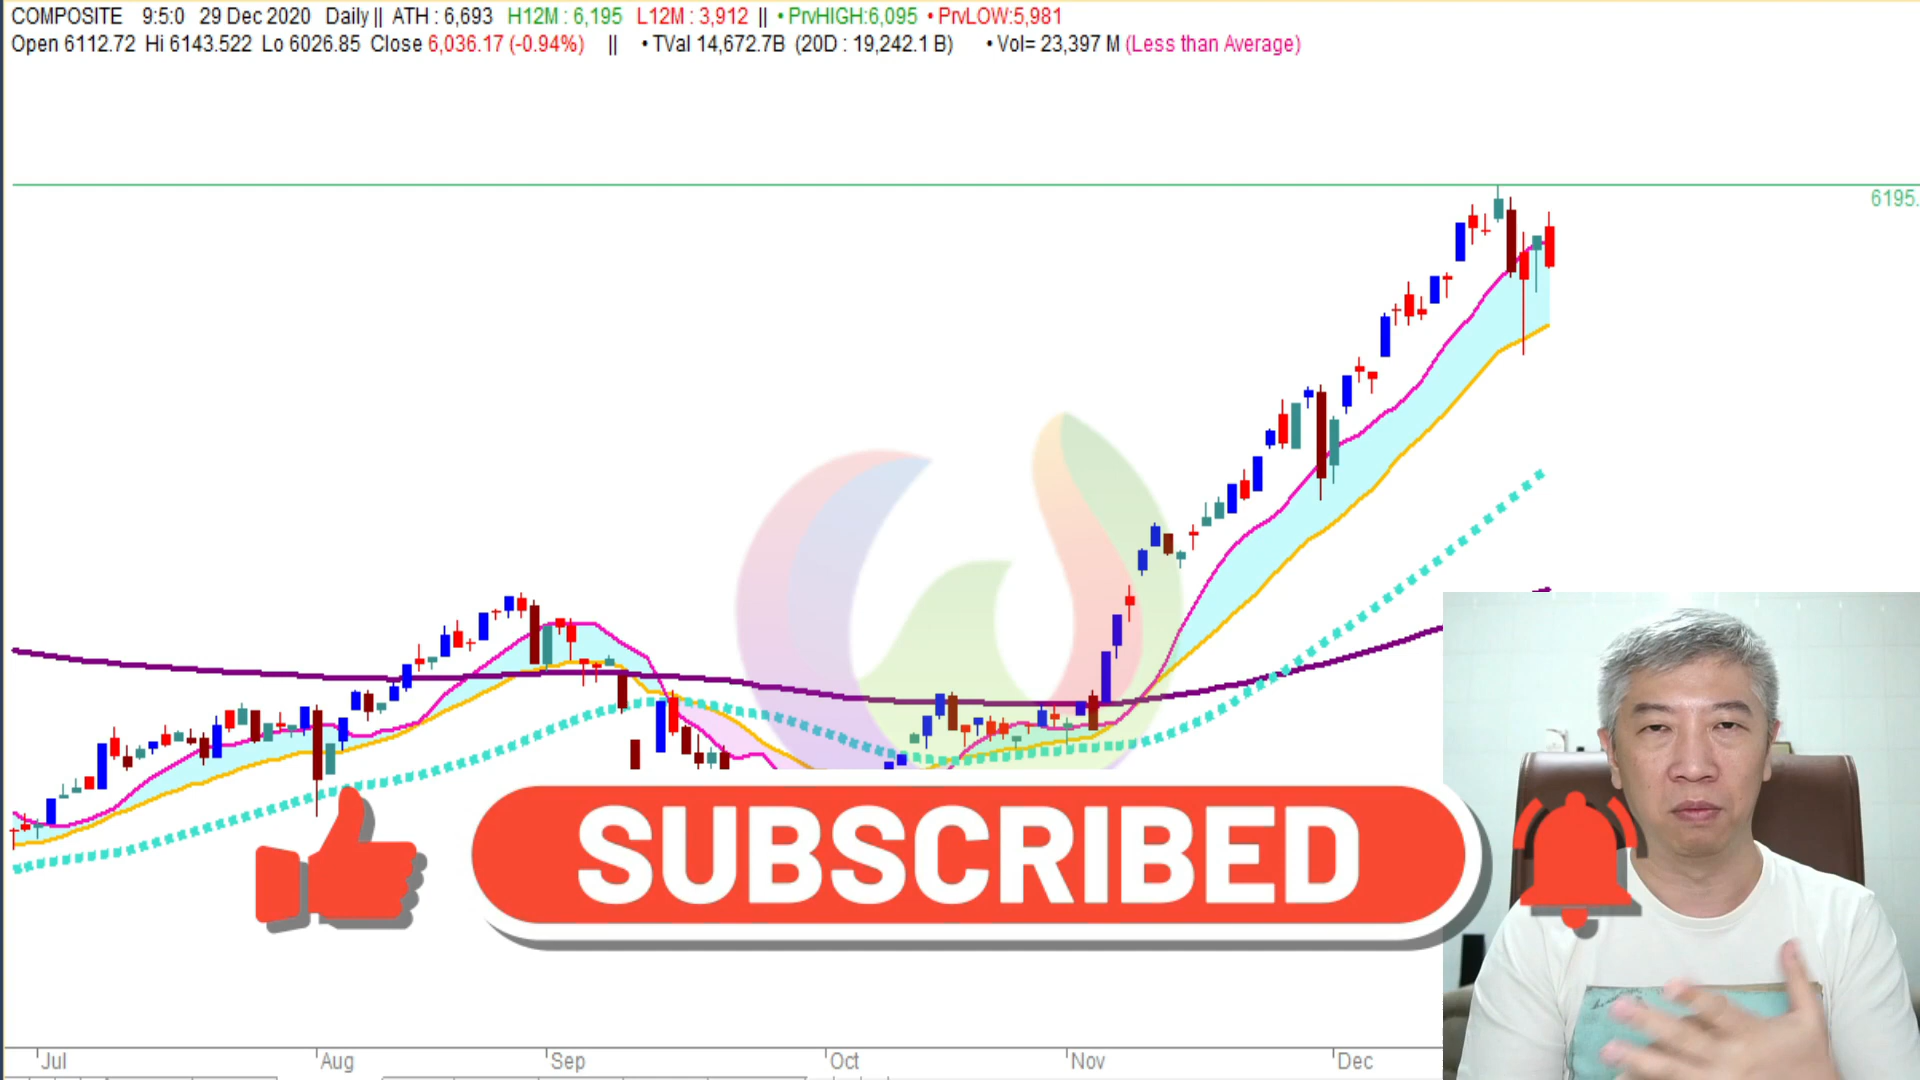 COMPOSITE 9:5:0 29 Dec 2020 Daily || ATH : 6,693 H12M : 6,195 L12M : 3,912 || • PrvHIGH:6,095 • PrvLOW:5,981
Open 6112.72 Hi 6143.522 Lo 6026.85 Close 6,036.17 (-0.94%) || • TVal 14,672.7B (20D : 19,242.1 B) • Vol= 23,397 M (Less than Average)
6195.
SUBSCRIBED
Jul Aug Sep Oct Nov Dec